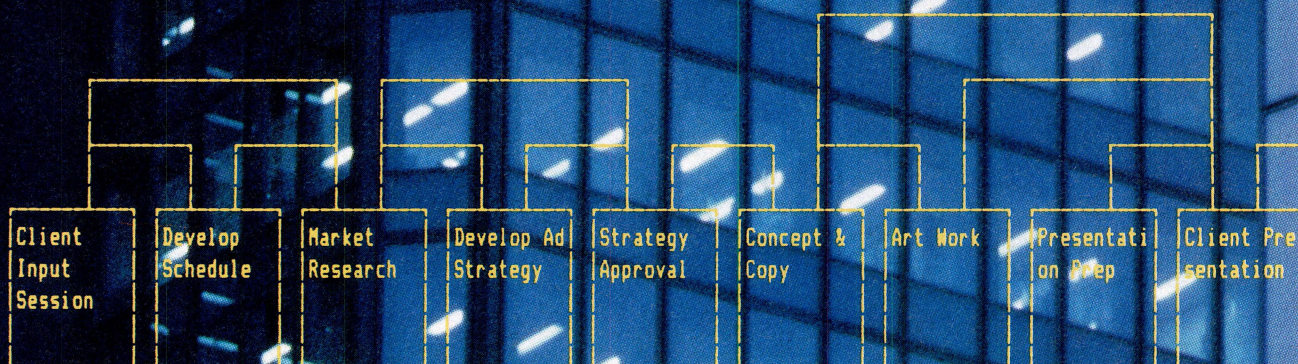 Client
Input
Session
Develop
Schedule
Market
Research
Develop Ad
Strategy
Strategy
Approval
Concept &
Copy
Art Work
Presentati
on Prep
Client Pre
sentation